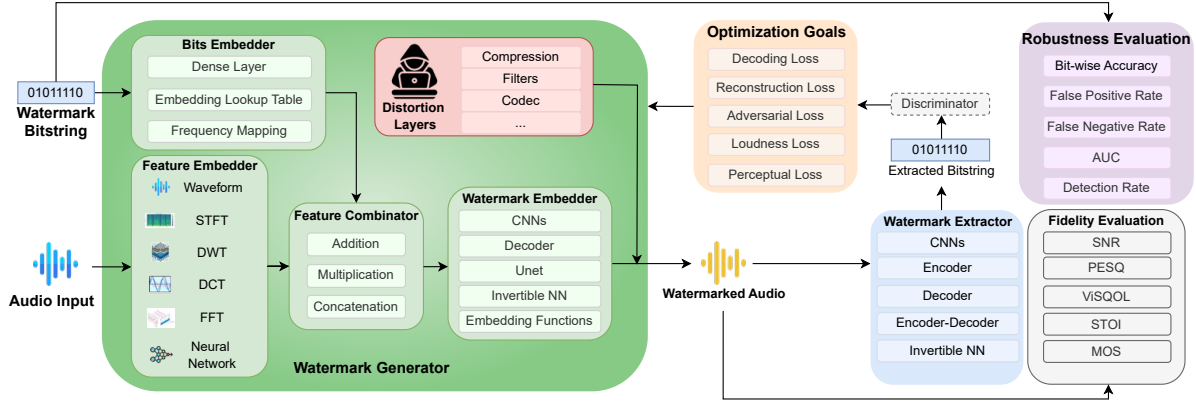 01011110
Watermark
Bitstring
Audio Input
Bits Embedder
Dense Layer
Embedding Lookup Table
Frequency Mapping
Feature Embedder
Waveform
STFT
DWT
DCT
FFT
Neural
Network
Distortion
Layers
Compression
Filters
Codec
...
Feature Combinator
Addition
Multiplication
Concatenation
Watermark Embedder
CNNs
Decoder
Unet
Invertible NN
Embedding Functions
Watermark Generator
Optimization Goals
Decoding Loss
Reconstruction Loss
Adversarial Loss
Loudness Loss
Perceptual Loss
Watermarked Audio
Discriminator
01011110
Extracted Bitstring
Watermark Extractor
CNNs
Encoder
Decoder
Encoder-Decoder
Invertible NN
Robustness Evaluation
Bit-wise Accuracy
False Positive Rate
False Negative Rate
AUC
Detection Rate
Fidelity Evaluation
SNR
PESQ
ViSQOL
STOI
MOS